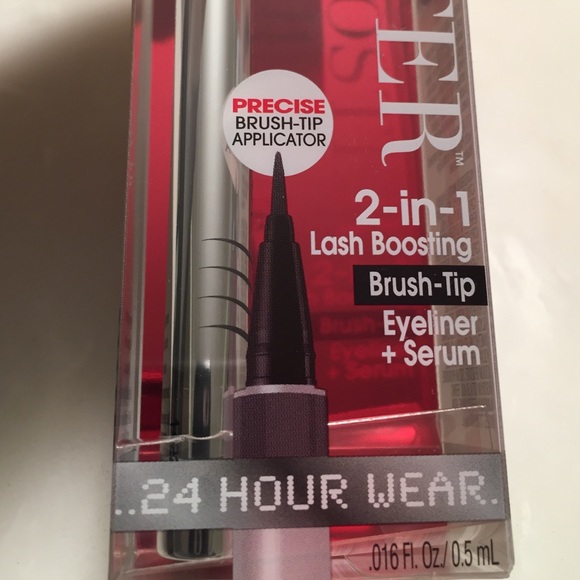 PRECISE
BRUSH-TIP
APPLICATOR
TER™
2-in-1
Lash Boosting
Brush-Tip
Eyeliner
+ Serum
...24 HOUR WEAR.
.016 Fl. Oz./0.5 mL